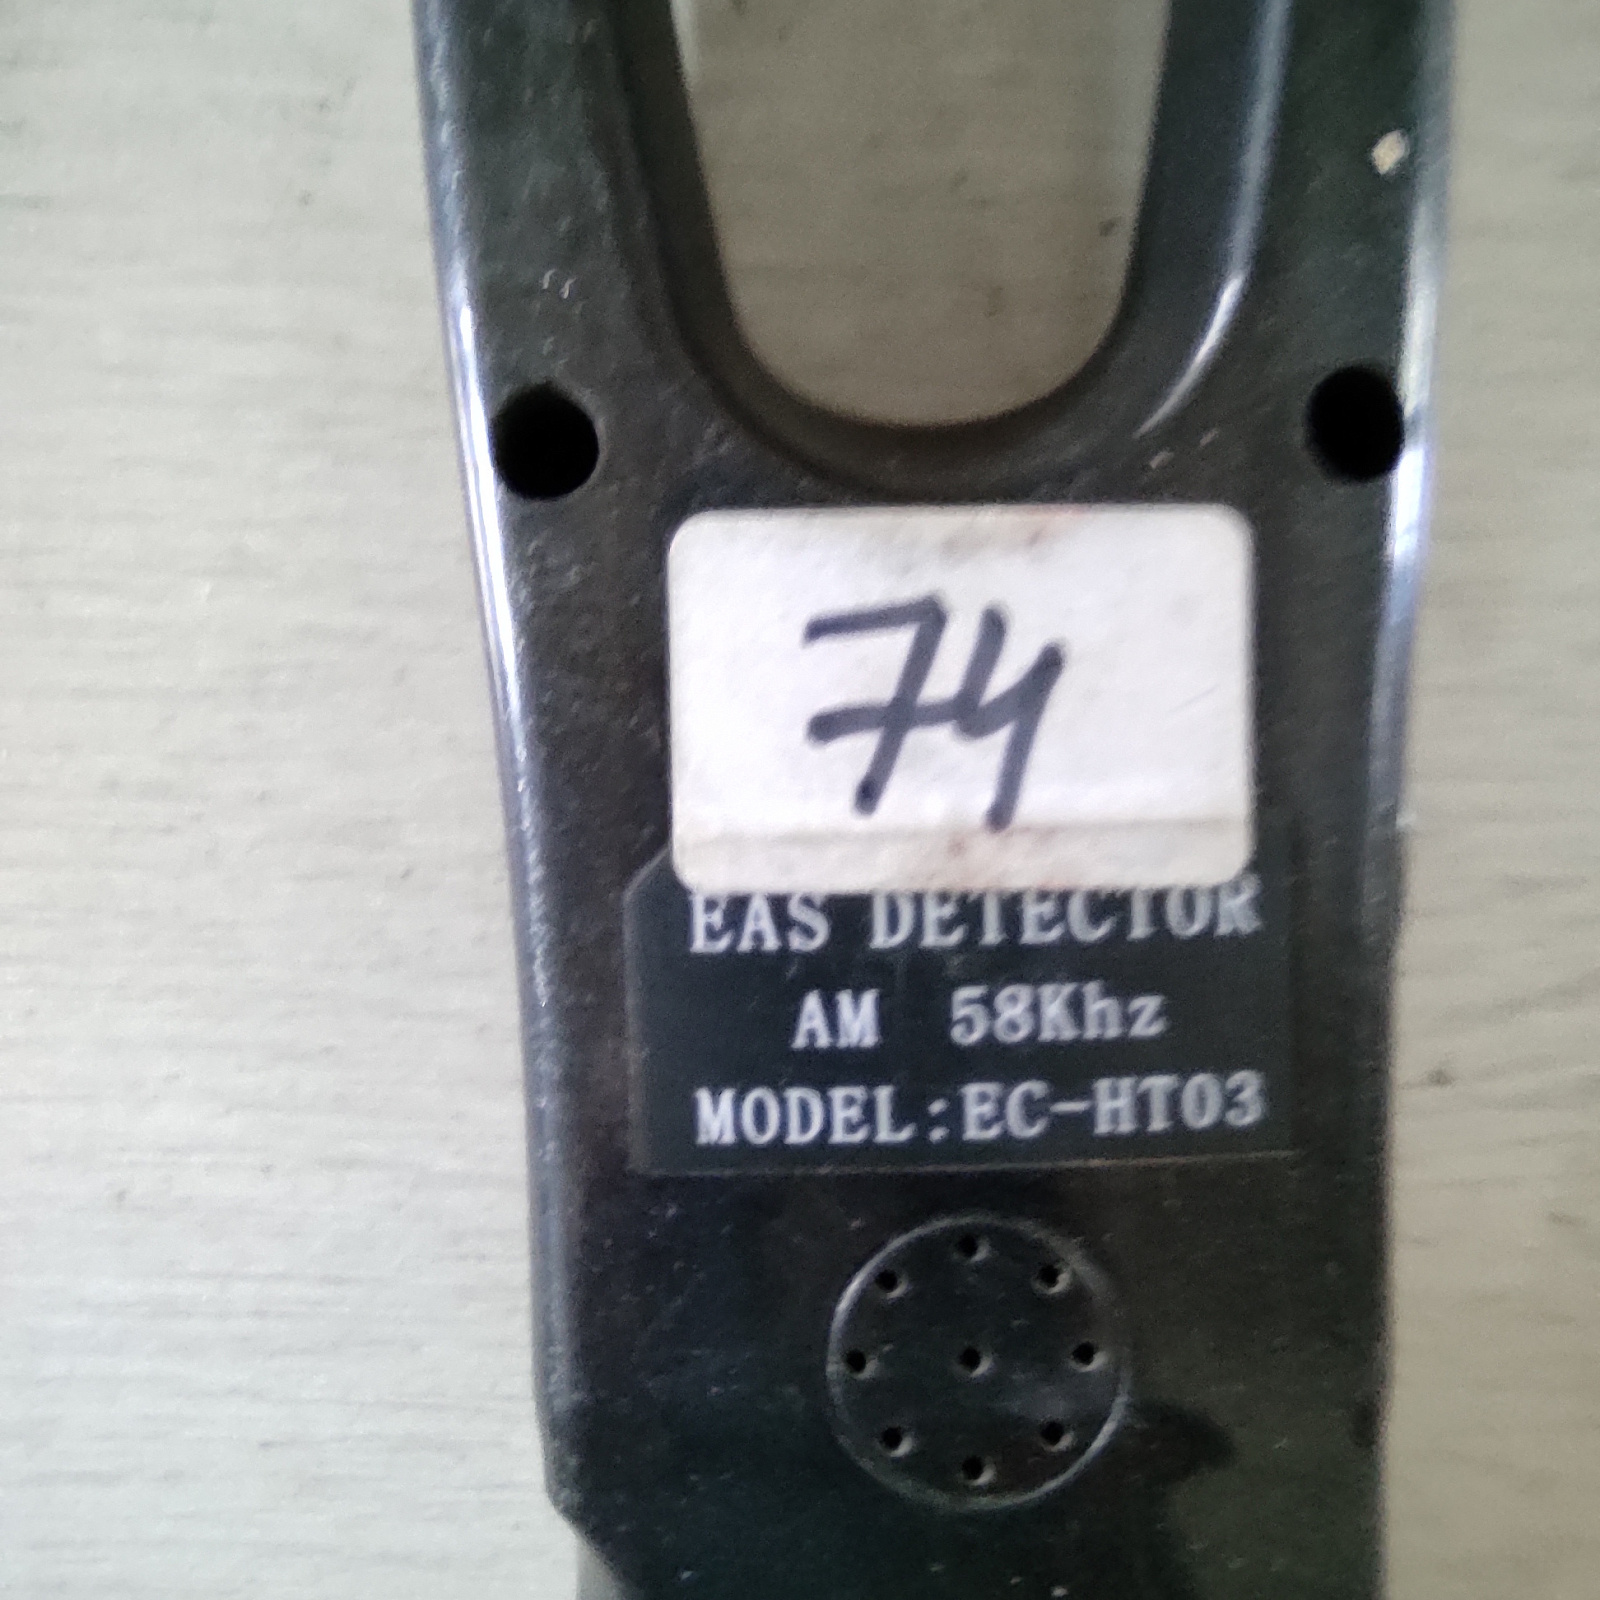 74
EAS DETECTOR
AM 58Khz
MODEL:EC-HT03